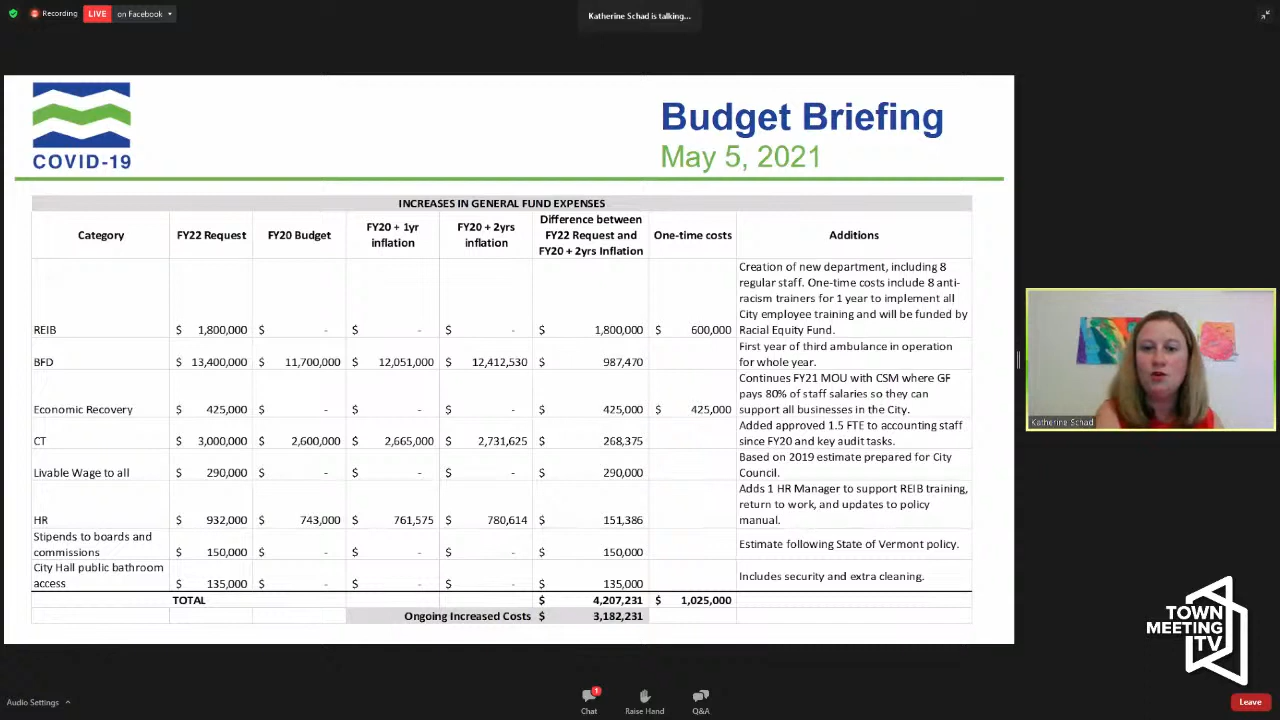 Recording LIVE on Facebook
Katherine Schad is talking...
COVID-19
Budget Briefing
May 5, 2021
INCREASES IN GENERAL FUND EXPENSES
Category FY22 Request FY20 Budget FY20 + 1yr inflation FY20 + 2yrs inflation Difference between FY22 Request and FY20 + 2yrs Inflation One-time costs Additions
REIB $ 1,800,000 $ - $ - $ - $ 1,800,000 $ 600,000 Creation of new department, including 8 regular staff. One-time costs include 8 anti-racism trainers for 1 year to implement all City employee training and will be funded by Racial Equity Fund.
BFD $ 13,400,000 $ 11,700,000 $ 12,051,000 $ 12,412,530 $ 987,470 First year of third ambulance in operation for whole year.
Economic Recovery $ 425,000 $ - $ - $ - $ 425,000 $ 425,000 Continues FY21 MOU with CSM where GF pays 80% of staff salaries so they can support all businesses in the City.
CT $ 3,000,000 $ 2,600,000 $ 2,665,000 $ 2,731,625 $ 268,375 Added approved 1.5 FTE to accounting staff since FY20 and key audit tasks.
Livable Wage to all $ 290,000 $ - $ - $ - $ 290,000 Based on 2019 estimate prepared for City Council.
HR $ 932,000 $ 743,000 $ 761,575 $ 780,614 $ 151,386 Adds 1 HR Manager to support REIB training, return to work, and updates to policy manual.
Stipends to boards and commissions $ 150,000 $ - $ - $ - $ 150,000 Estimate following State of Vermont policy.
City Hall public bathroom access $ 135,000 $ - $ - $ - $ 135,000 Includes security and extra cleaning.
TOTAL $ 4,207,231 $ 1,025,000
Ongoing Increased Costs $ 3,182,231
Katherine Schad
TOWN
MEETING
TV
Audio Settings
1
Chat
Raise Hand
Q&A
Leave